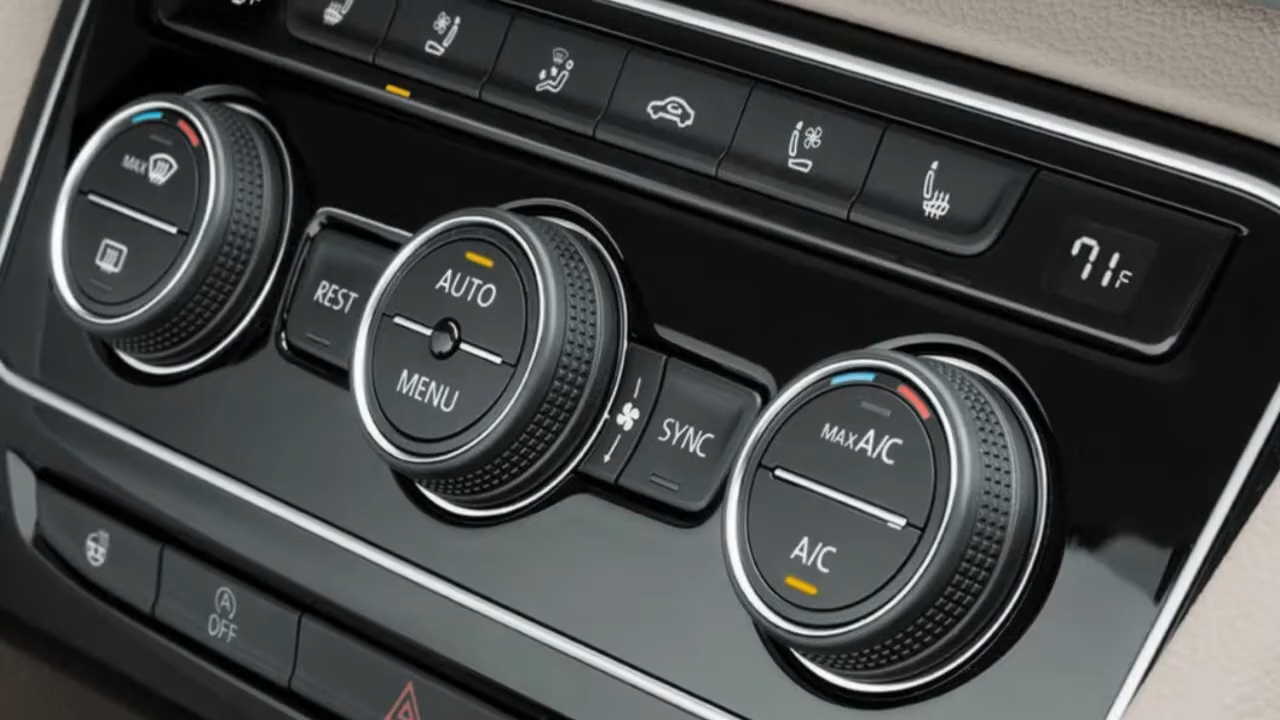 71F
MAX
AUTO
REST
MENU
SYNC
MAX A/C
A/C
A
OFF